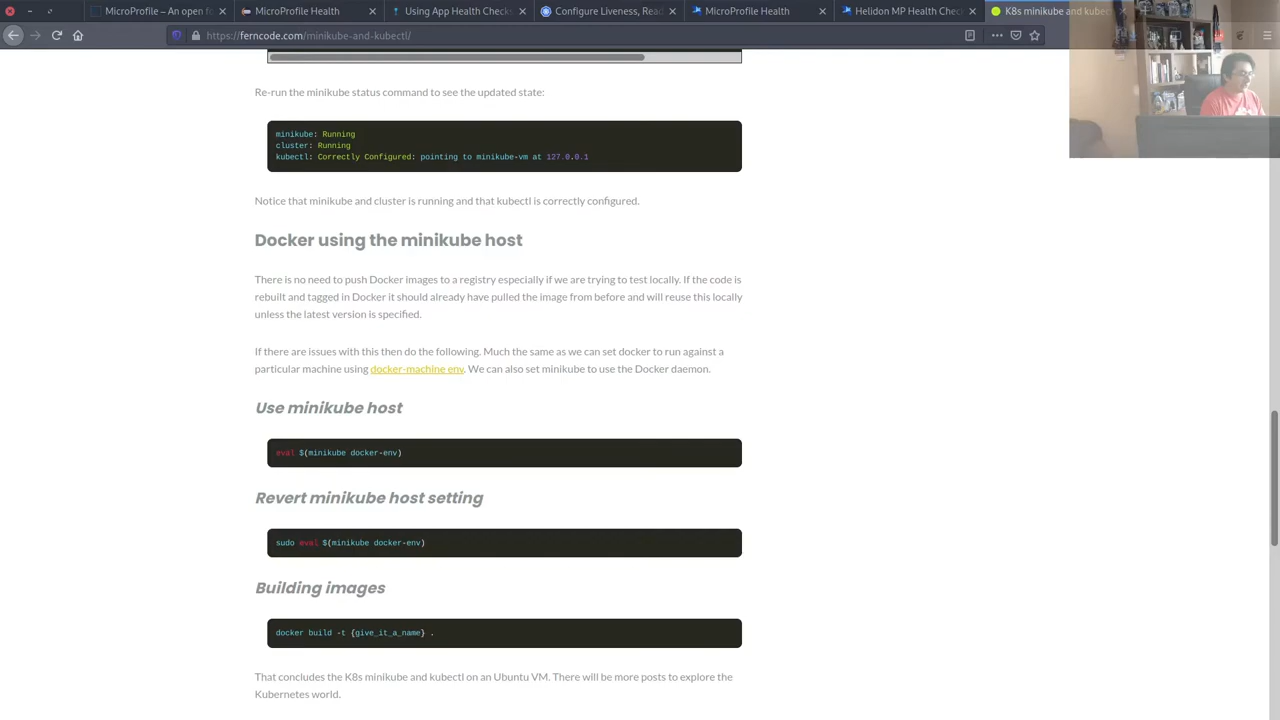 MicroProfile – An open fo
MicroProfile Health
Using App Health Check
Configure Liveness, Read
MicroProfile Health
Helidon MP Health Chec
K8s minikube and kubec
https://ferncode.com/minikube-and-kubectl/
Re-run the minikube status command to see the updated state:
minikube: Running
cluster: Running
kubectl: Correctly Configured: pointing to minikube-vm at 127.0.0.1
Notice that minikube and cluster is running and that kubectl is correctly configured.
Docker using the minikube host
There is no need to push Docker images to a registry especially if we are trying to test locally. If the code is
rebuilt and tagged in Docker it should already have pulled the image from before and will reuse this locally
unless the latest version is specified.
If there are issues with this then do the following. Much the same as we can set docker to run against a
particular machine using docker-machine env. We can also set minikube to use the Docker daemon.
Use minikube host
eval $(minikube docker-env)
Revert minikube host setting
sudo eval $(minikube docker-env)
Building images
docker build -t {give_it_a_name} .
That concludes the K8s minikube and kubectl on an Ubuntu VM. There will be more posts to explore the
Kubernetes world.